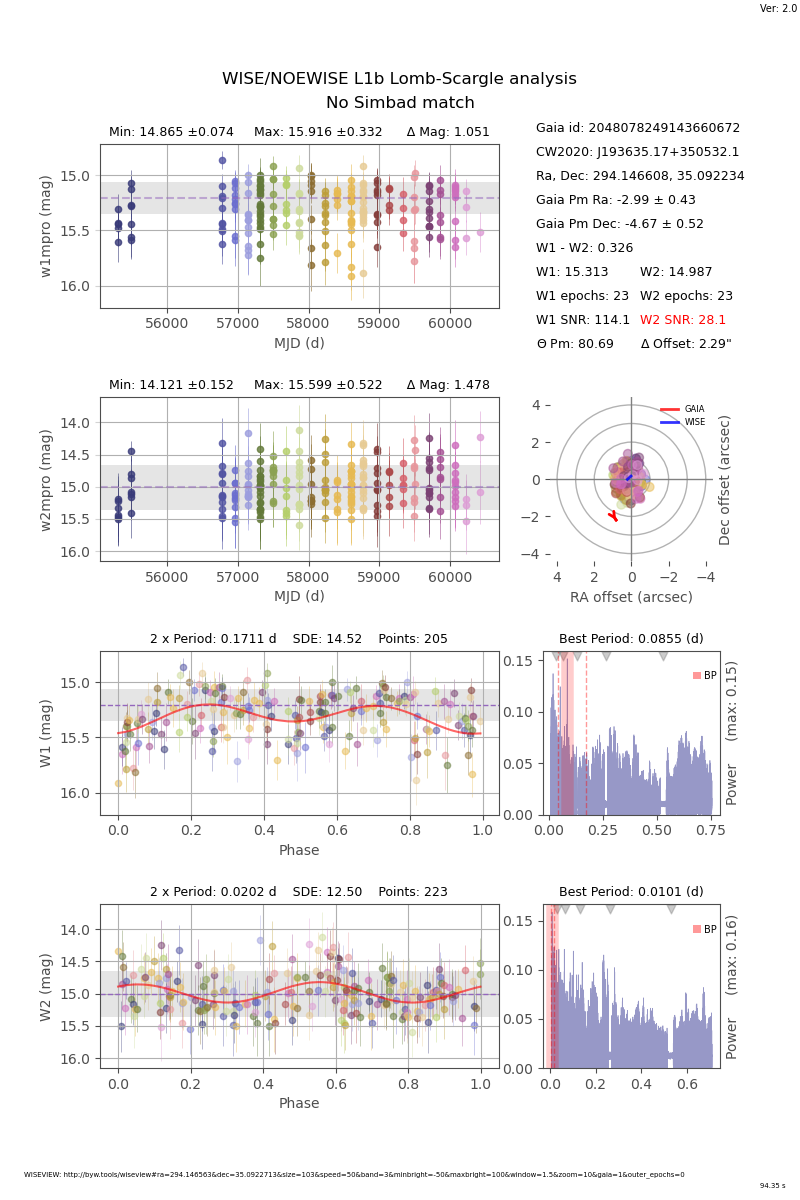 Ver: 2.0
WISE/NOEWISE L1b Lomb-Scargle analysis
No Simbad match
Min: 14.865 ±0.074 Max: 15.916 ±0.332 Δ Mag: 1.051
15.0
15.5
16.0
w1mpro (mag)
56000 57000 58000 59000 60000
MJD (d)
Gaia id: 2048078249143660672
CW2020: J193635.17+350532.1
Ra, Dec: 294.146608, 35.092234
Gaia Pm Ra: -2.99 ± 0.43
Gaia Pm Dec: -4.67 ± 0.52
W1 - W2: 0.326
W1: 15.313 W2: 14.987
W1 epochs: 23 W2 epochs: 23
W1 SNR: 114.1 W2 SNR: 28.1
Θ Pm: 80.69 Δ Offset: 2.29"
Min: 14.121 ±0.152 Max: 15.599 ±0.522 Δ Mag: 1.478
14.0
14.5
15.0
15.5
16.0
w2mpro (mag)
56000 57000 58000 59000 60000
MJD (d)
GAIA
WISE
4
2
0
−2
−4
4 2 0 −2 −4
RA offset (arcsec)
Dec offset (arcsec)
2 x Period: 0.1711 d SDE: 14.52 Points: 205
15.0
15.5
16.0
W1 (mag)
0.0 0.2 0.4 0.6 0.8 1.0
Phase
Best Period: 0.0855 (d)
BP
0.15
0.10
0.05
0.00
0.00 0.25 0.50 0.75
Power (max: 0.15)
2 x Period: 0.0202 d SDE: 12.50 Points: 223
14.0
14.5
15.0
15.5
16.0
W2 (mag)
0.0 0.2 0.4 0.6 0.8 1.0
Phase
Best Period: 0.0101 (d)
BP
0.15
0.10
0.05
0.00
0.0 0.2 0.4 0.6
Power (max: 0.16)
WISEVIEW: http://byw.tools/wiseview#ra=294.146563&dec=35.0922713&size=103&speed=50&band=3&minbright=-50&maxbright=100&window=1.5&zoom=10&gaia=1&outer_epochs=0
94.35 s